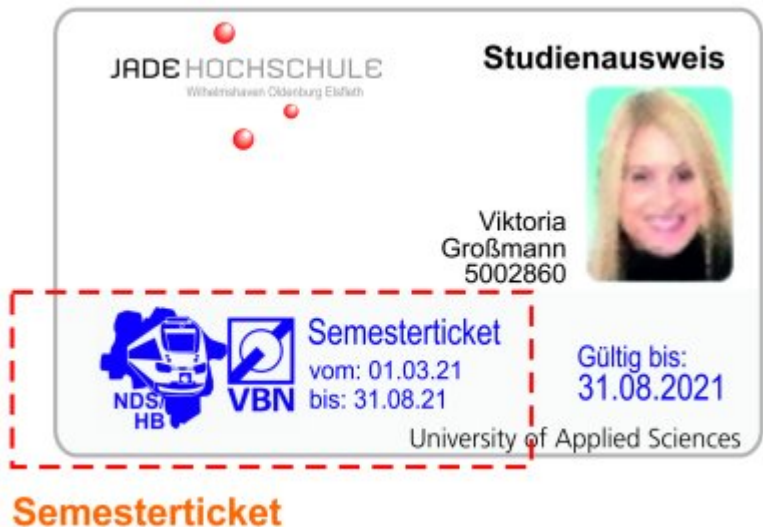 JADE HOCHSCHULE
Wilhelmshaven Oldenburg Elsfleth
Studienausweis
Viktoria
Großmann
5002860
NDS/
HB
VBN
Semesterticket
vom: 01.03.21
bis: 31.08.21
Gültig bis:
31.08.2021
University of Applied Sciences
Semesterticket